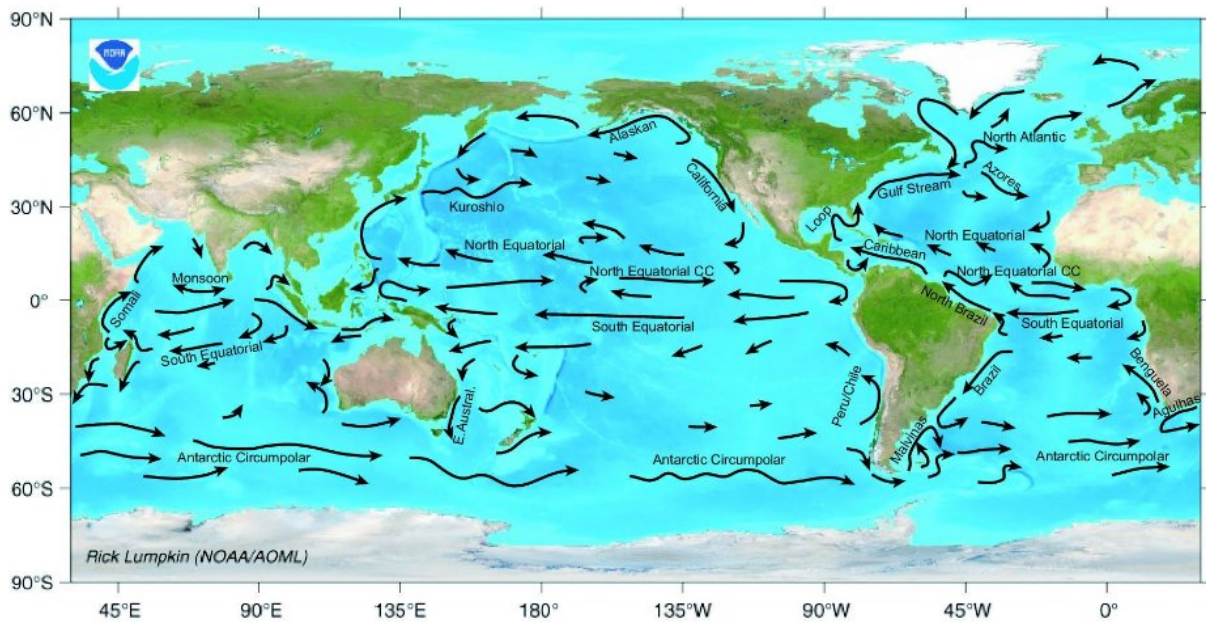 90°N
NOAA
60°N
Alaskan
North Atlantic
California
Azores
Gulf Stream
30°N
Kuroshio
Loop
North Equatorial
North Equatorial
Caribbean
Monsoon
North Equatorial CC
North Equatorial CC
0°
Somali
North Brazil
South Equatorial
South Equatorial
South Equatorial
Benguela
Brazil
30°S
E.Austral.
Peru/Chile
Agulhas
Malvinas
Antarctic Circumpolar
Antarctic Circumpolar
Antarctic Circumpolar
60°S
Rick Lumpkin (NOAA/AOML)
90°S
45°E
90°E
135°E
180°
135°W
90°W
45°W
0°